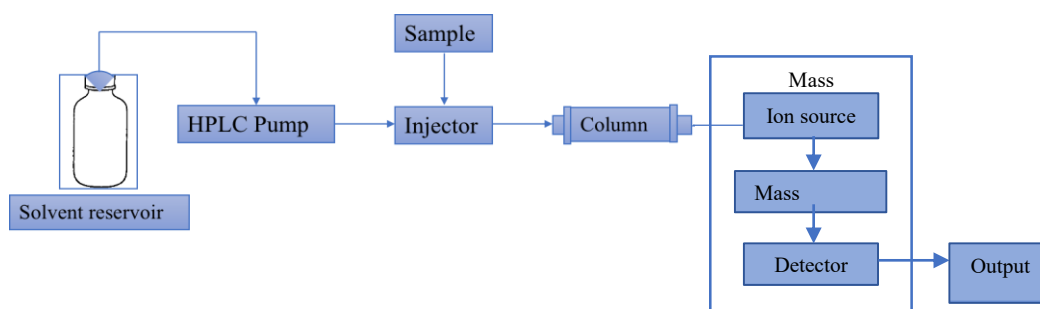 Sample
Mass
Ion source
HPLC Pump
Injector
Column
Mass
Solvent reservoir
Detector
Output